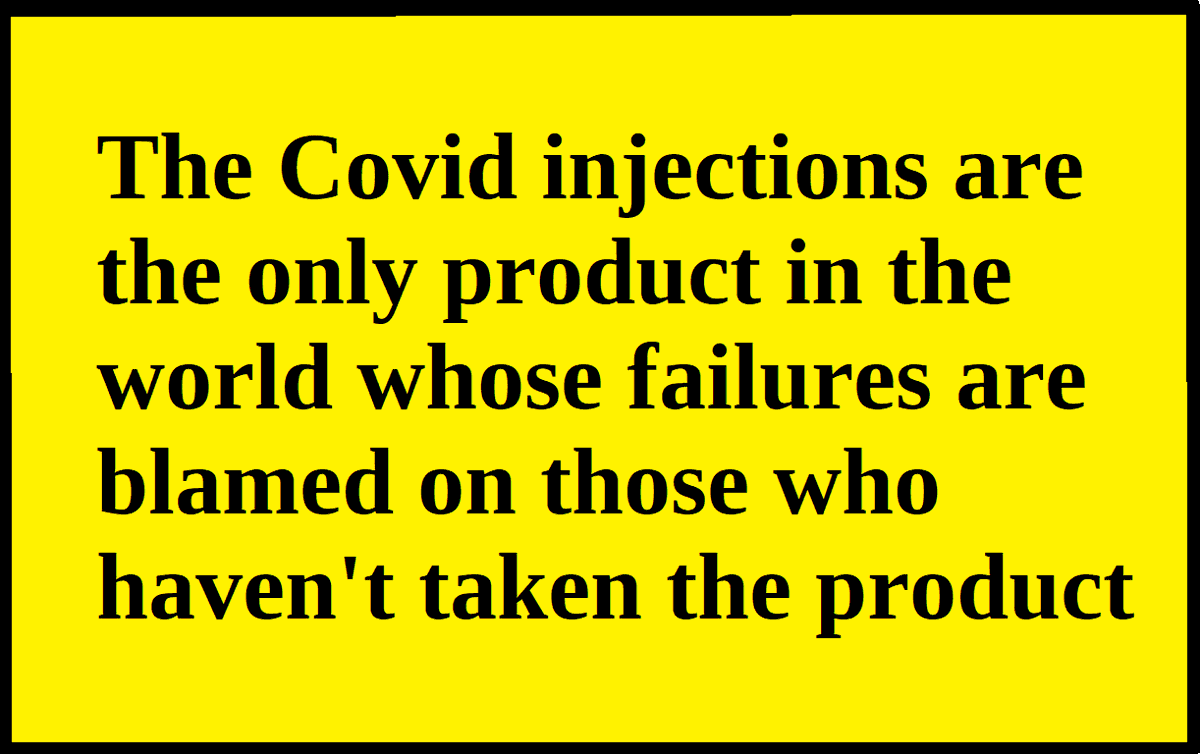 The Covid injections are
the only product in the
world whose failures are
blamed on those who
haven't taken the product